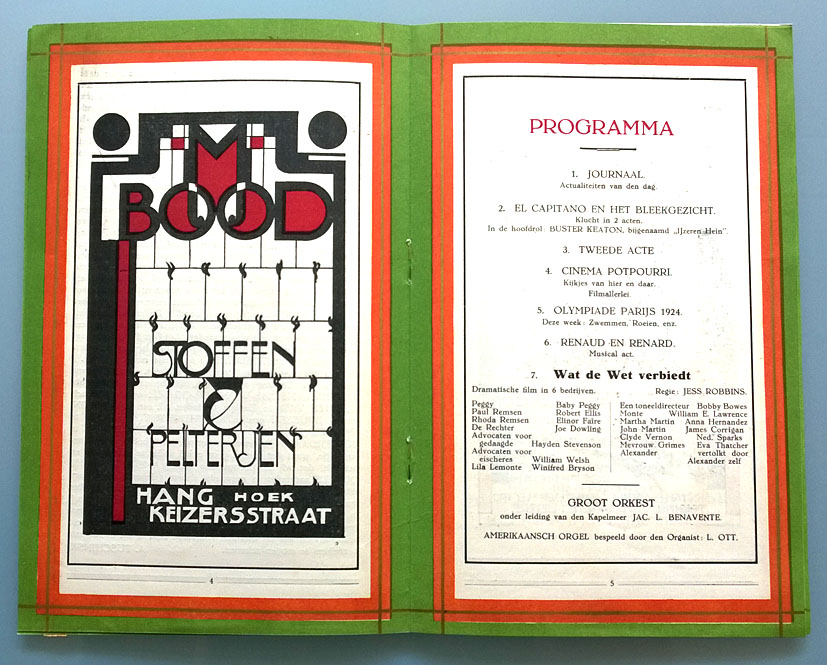 M
BOOD
STOFFEN
&
PELTERIJEN
HANG HOEK
KEIZERSSTRAAT
4
PROGRAMMA
1. JOURNAAL.
Actualiteiten van den dag.
2. EL CAPITANO EN HET BLEEKGEZICHT.
Klucht in 2 acten.
In de hoofdrol: BUSTER KEATON, bijgenaamd „IJzeren Hein".
3. TWEEDE ACTE
4. CINEMA POTPOURRI.
Kijkjes van hier en daar.
Filmallerlei.
5. OLYMPIADE PARIJS 1924.
Deze week: Zwemmen, Roeien, enz.
6. RENAUD EN RENARD.
Musical act.
7. Wat de Wet verbiedt
Dramatische film in 6 bedrijven. Regie: JESS ROBBINS.
Peggy Baby Peggy
Paul Remsen Robert Ellis
Rhoda Remsen Elinor Faire
De Rechter Joe Dowling
Advocaten voor
gedaagde Hayden Stevenson
Advocaten voor
eischeres William Welsh
Lila Lemonte Winifred Bryson
Een toneeldirecteur Bobby Bowes
Monte William E. Lawrence
Martha Martin Anna Hernandez
John Martin James Corrigan
Clyde Vernon Ned. Sparks
Mevrouw Grimes Eva Thatcher
Alexander vertolkt door
Alexander zelf
GROOT ORKEST
onder leiding van den Kapelmeer JAC. L. BENAVENTE.
AMERIKAANSCH ORGEL bespeeld door den Organist: L. OTT.
5